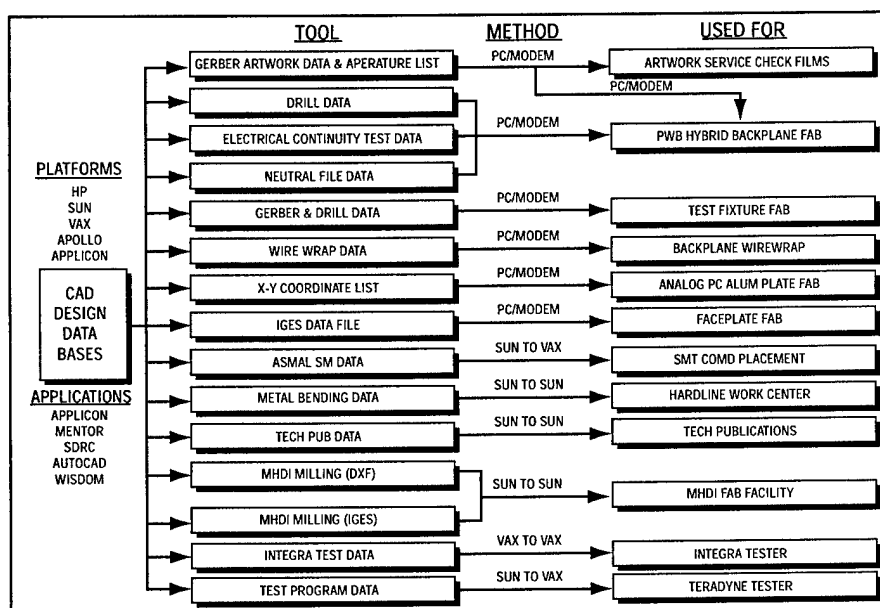 TOOL METHOD USED FOR
GERBER ARTWORK DATA & APERATURE LIST PC/MODEM ARTWORK SERVICE CHECK FILMS
PC/MODEM
DRILL DATA
ELECTRICAL CONTINUITY TEST DATA PC/MODEM PWB HYBRID BACKPLANE FAB
NEUTRAL FILE DATA
PLATFORMS
HP
SUN
VAX
APOLLO
APPLICON
GERBER & DRILL DATA PC/MODEM TEST FIXTURE FAB
WIRE WRAP DATA PC/MODEM BACKPLANE WIREWRAP
CAD
DESIGN
DATA
BASES
X-Y COORDINATE LIST PC/MODEM ANALOG PC ALUM PLATE FAB
IGES DATA FILE PC/MODEM FACEPLATE FAB
ASMAL SM DATA SUN TO VAX SMT COMD PLACEMENT
APPLICATIONS
APPLICON
MENTOR
SDRC
AUTOCAD
WISDOM
METAL BENDING DATA SUN TO SUN HARDLINE WORK CENTER
TECH PUB DATA SUN TO SUN TECH PUBLICATIONS
MHDI MILLING (DXF)
SUN TO SUN MHDI FAB FACILITY
MHDI MILLING (IGES)
INTEGRA TEST DATA VAX TO VAX INTEGRA TESTER
TEST PROGRAM DATA SUN TO VAX TERADYNE TESTER